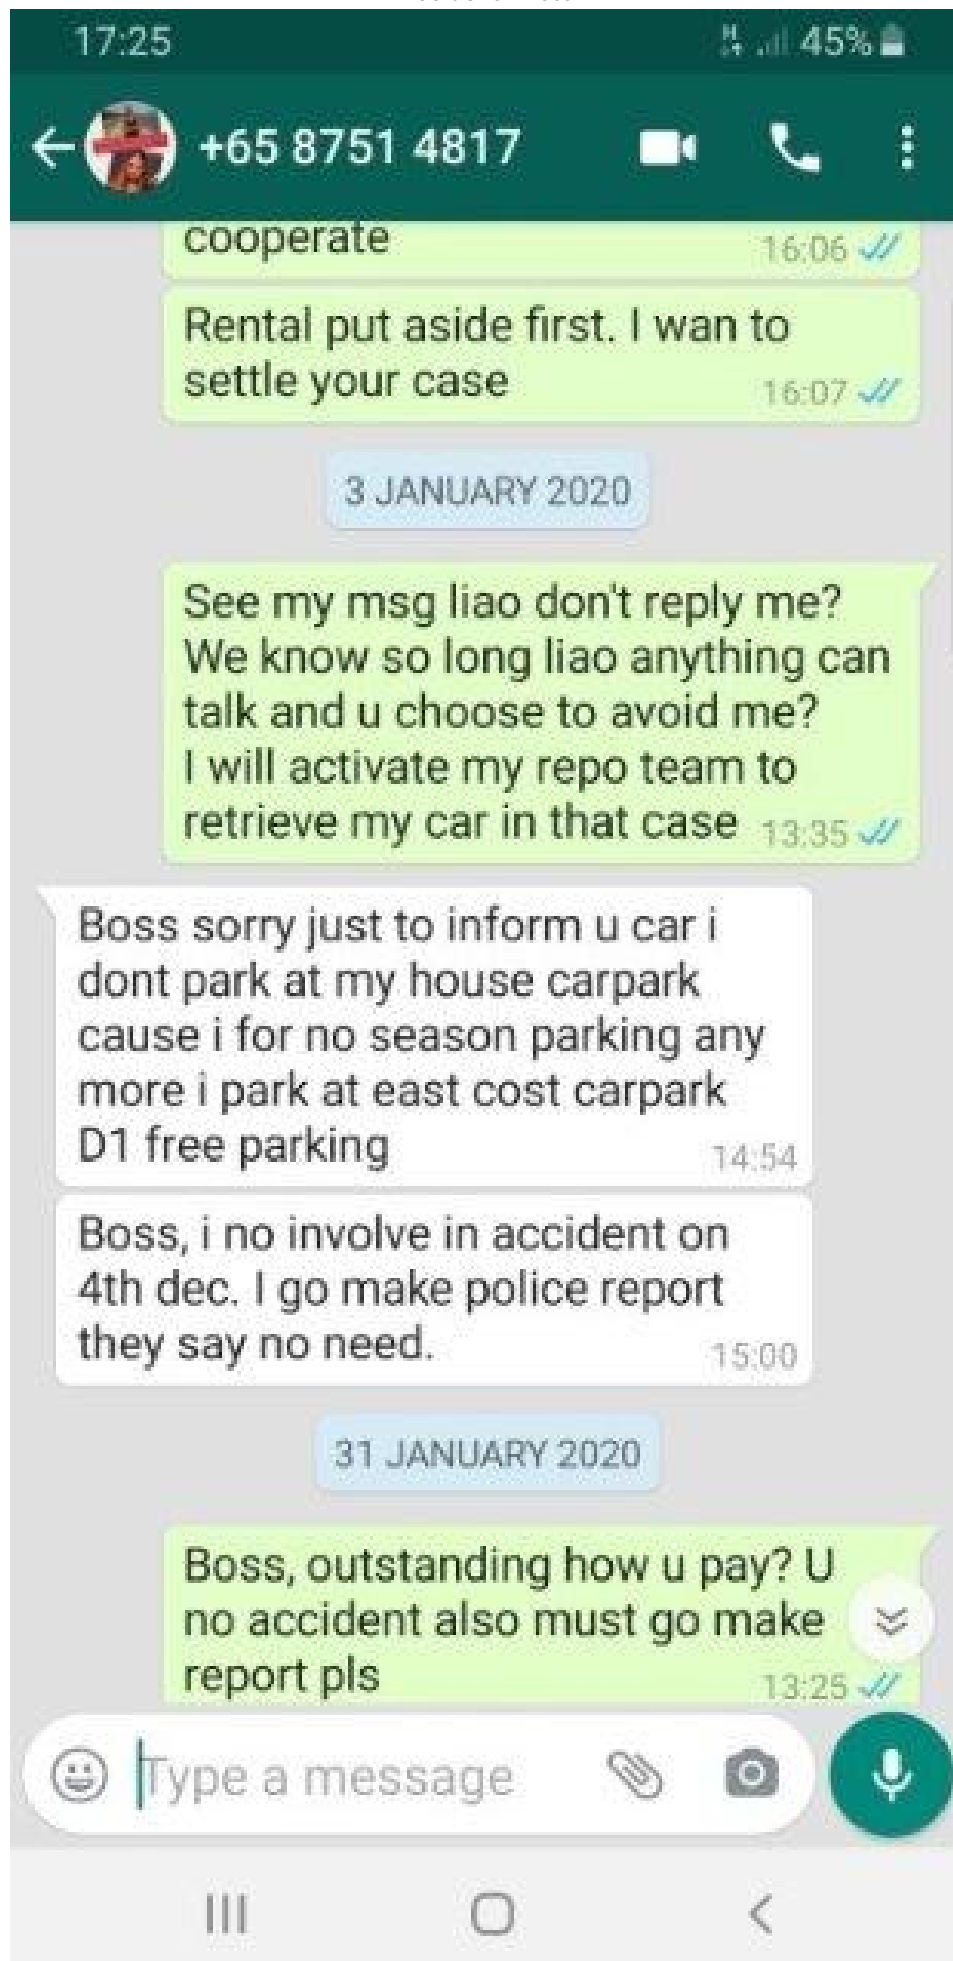 17:25
45%
+65 8751 4817
cooperate
16:06
Rental put aside first. I wan to
settle your case
16:07
3 JANUARY 2020
See my msg liao don't reply me?
We know so long liao anything can
talk and u choose to avoid me?
I will activate my repo team to
retrieve my car in that case
13:35
Boss sorry just to inform u car i
dont park at my house carpark
cause i for no season parking any
more i park at east cost carpark
D1 free parking
14:54
Boss, i no involve in accident on
4th dec. I go make police report
they say no need.
15:00
31 JANUARY 2020
Boss, outstanding how u pay? U
no accident also must go make
report pls
13:25
Type a message